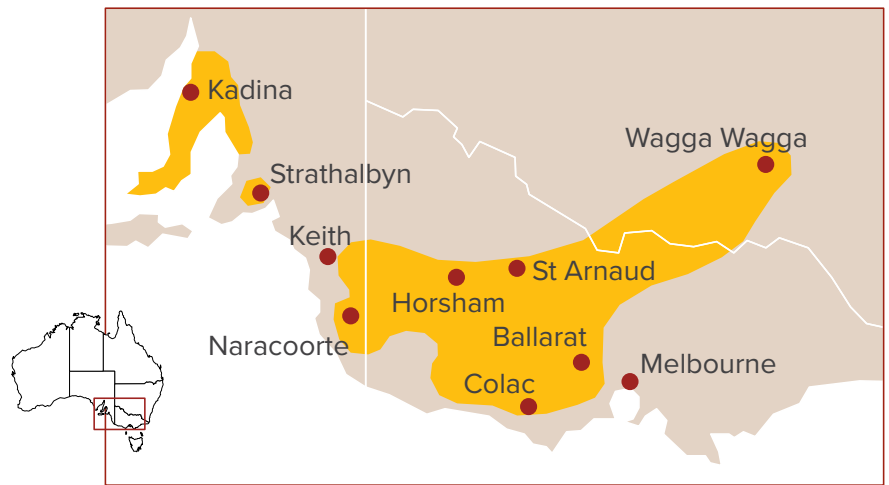 Kadina
Wagga Wagga
Strathalbyn
Keith
St Arnaud
Horsham
Naracoorte
Ballarat
Melbourne
Colac